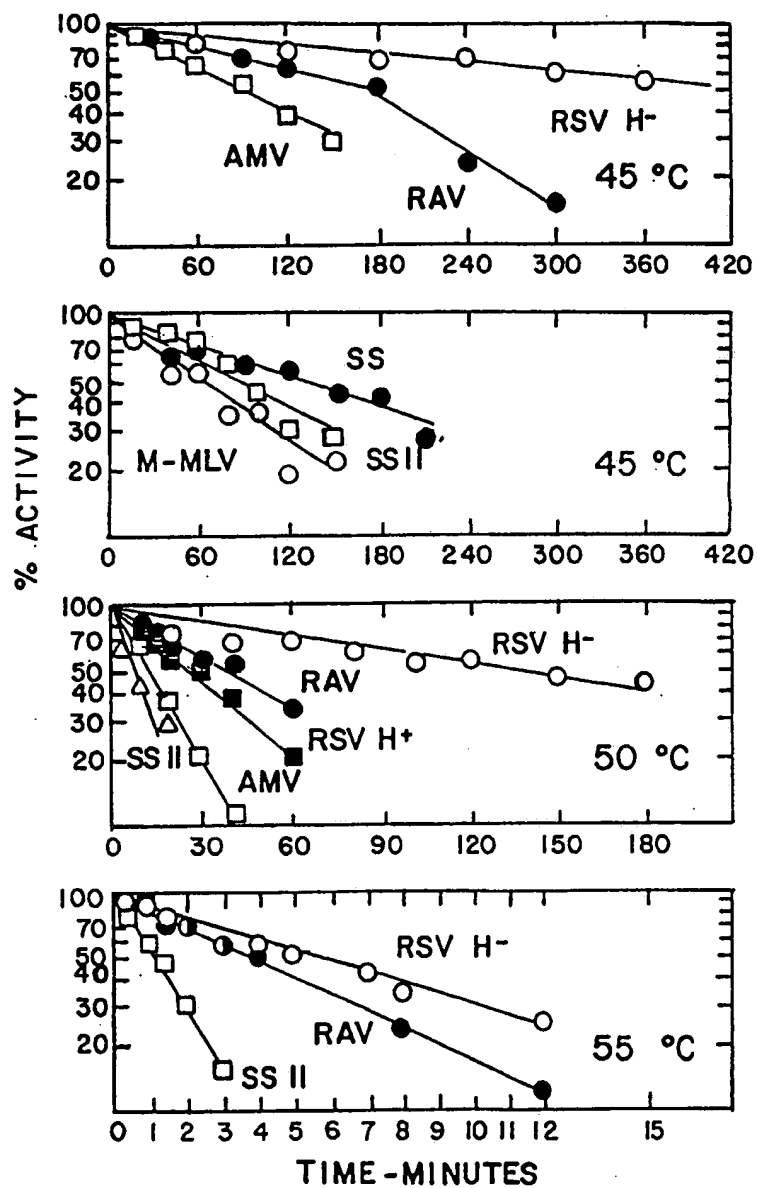 100
70
50
40
30
20
AMV
RAV
RSV H-
45 °C
0 60 120 180 240 300 360 420
100
70
50
40
30
20
SS
M-MLV
SS II
45 °C
0 60 120 180 240 300 360 420
% ACTIVITY
100
70
50
40
30
20
RSV H-
RAV
RSV H+
SS II
AMV
50 °C
0 30 60 90 120 150 180
100
70
50
40
30
20
RSV H-
RAV
SS II
55 °C
0 1 2 3 4 5 6 7 8 9 10 11 12 15
TIME-MINUTES